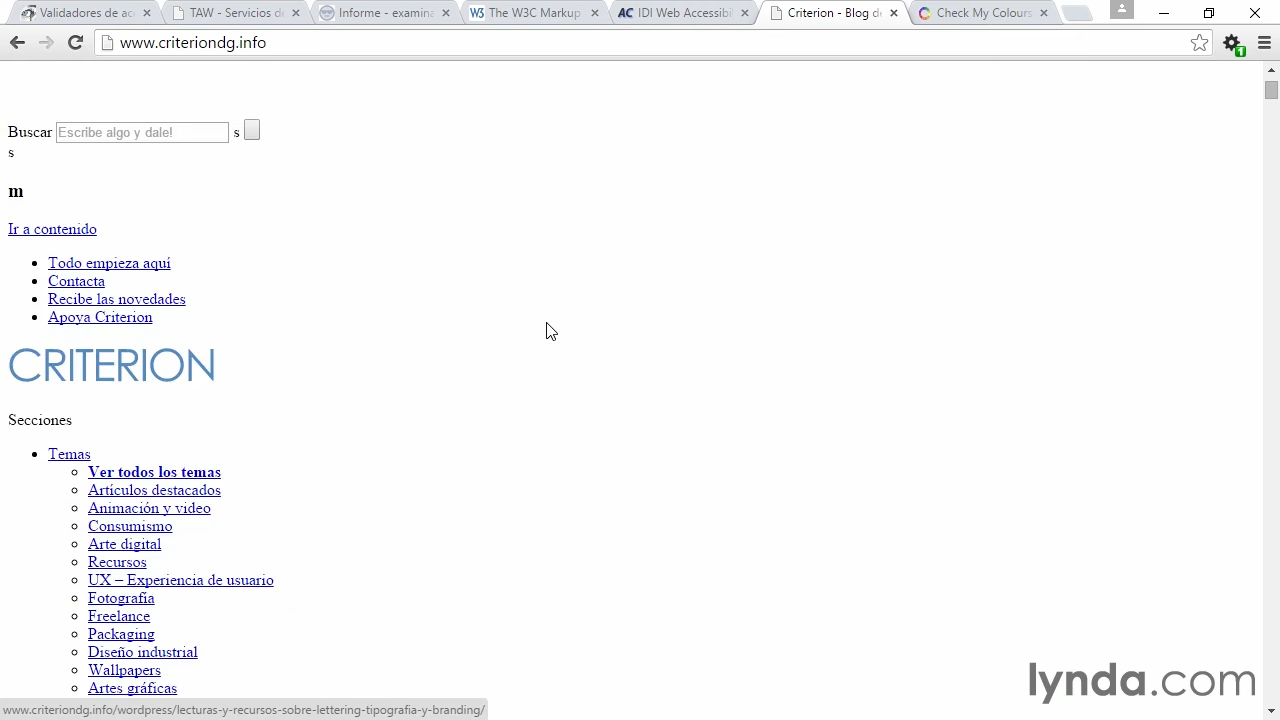 Validadores de acc
TAW - Servicios de
Informe - examina
The W3C Markup
IDI Web Accessibi
Criterion - Blog de
Check My Colours
www.criteriondg.info
Buscar Escribe algo y dale! s
s
m
Ir a contenido
Todo empieza aquí
Contacta
Recibe las novedades
Apoya Criterion
CRITERION
Secciones
Temas
Ver todos los temas
Artículos destacados
Animación y video
Consumismo
Arte digital
Recursos
UX – Experiencia de usuario
Fotografía
Freelance
Packaging
Diseño industrial
Wallpapers
Artes gráficas
www.criteriondg.info/wordpress/lecturas-y-recursos-sobre-lettering-tipografia-y-branding/
lynda.com